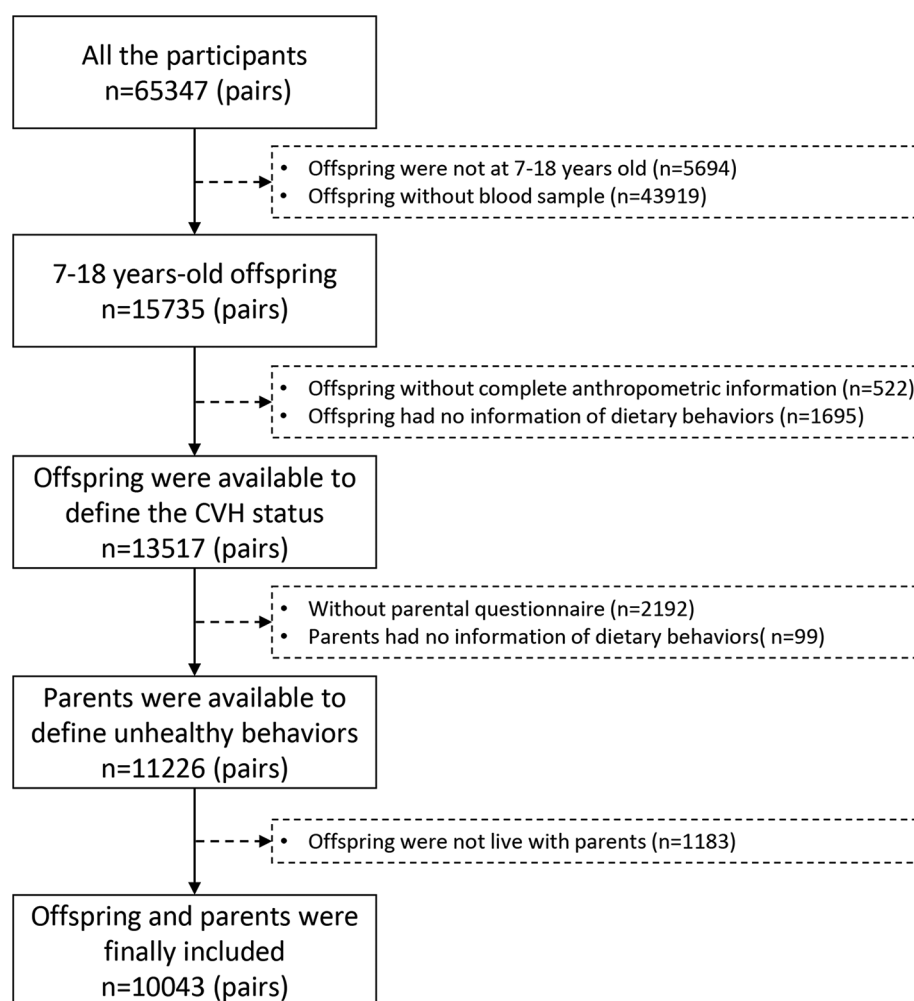 All the participants
n=65347 (pairs)
• Offspring were not at 7-18 years old (n=5694)
• Offspring without blood sample (n=43919)
7-18 years-old offspring
n=15735 (pairs)
• Offspring without complete anthropometric information (n=522)
• Offspring had no information of dietary behaviors (n=1695)
Offspring were available to
define the CVH status
n=13517 (pairs)
• Without parental questionnaire (n=2192)
• Parents had no information of dietary behaviors( n=99)
Parents were available to
define unhealthy behaviors
n=11226 (pairs)
• Offspring were not live with parents (n=1183)
Offspring and parents were
finally included
n=10043 (pairs)